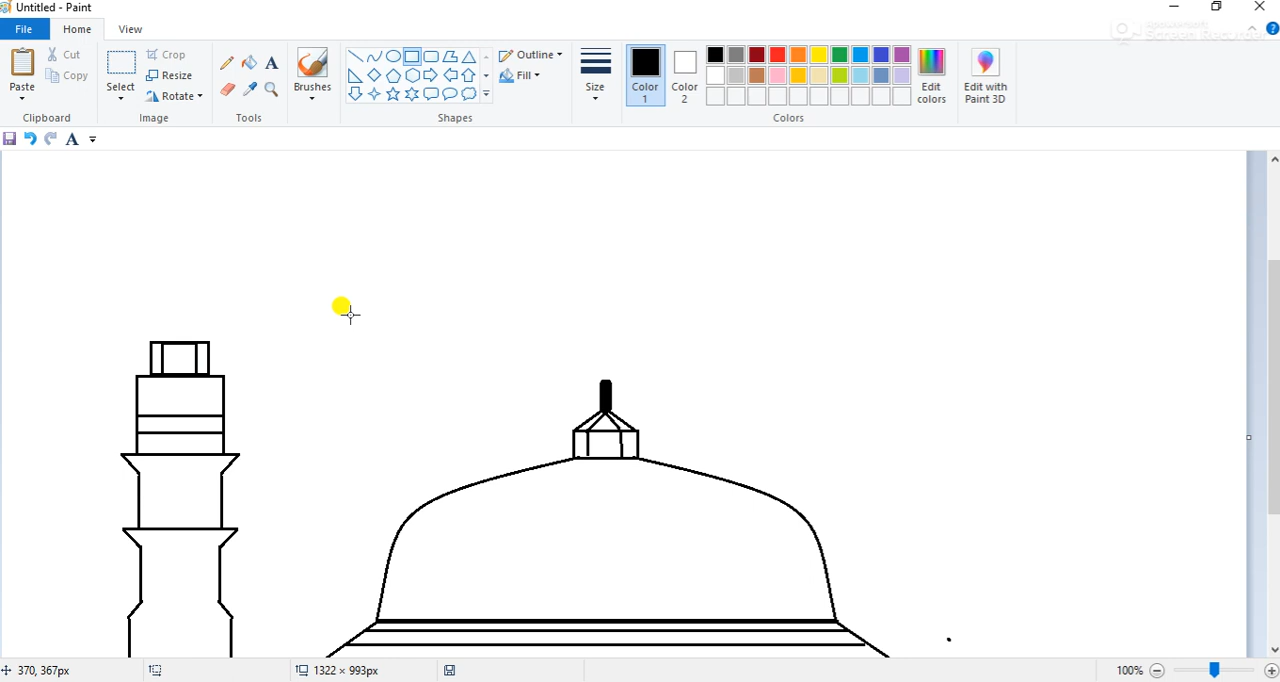 Untitled - Paint
File Home View
Cut
Copy
Paste
Clipboard
Crop
Resize
Rotate
Select
Image
Tools
Brushes
Outline
Fill
Shapes
Size
Color 1
Color 2
Colors
Edit colors
Edit with Paint 3D
370, 367px
1322 × 993px
100%